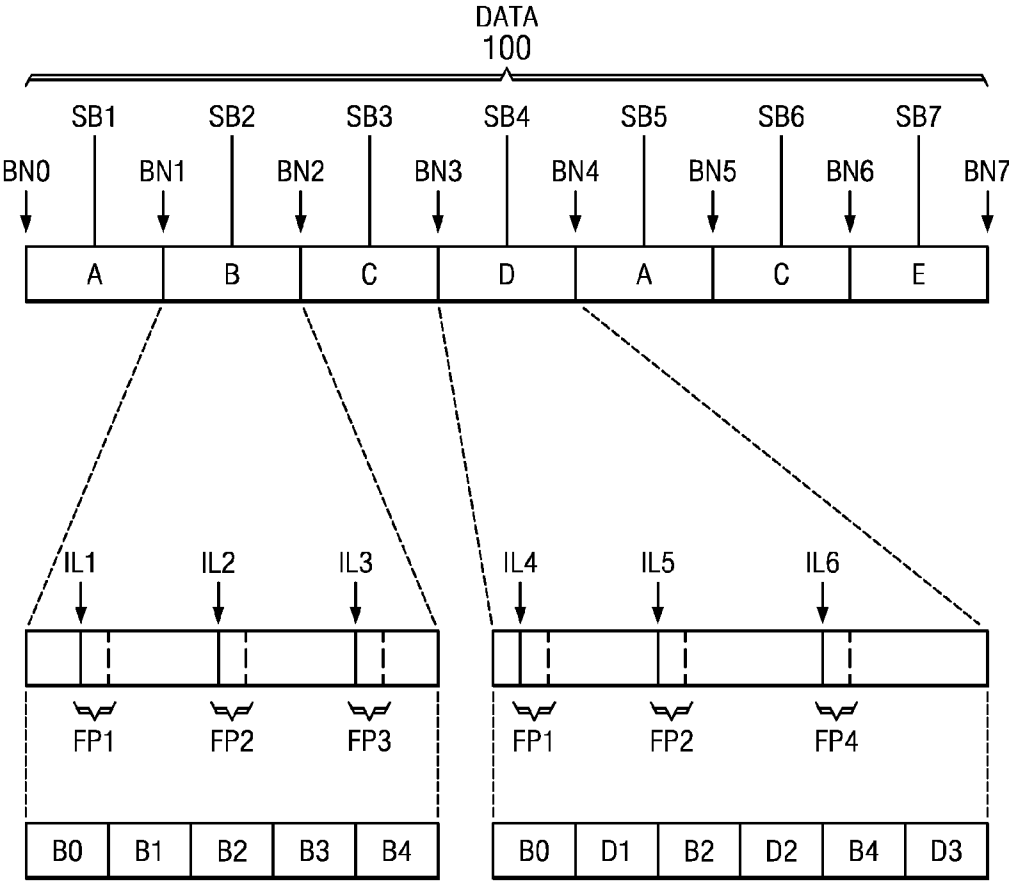 DATA
100
SB1 SB2 SB3 SB4 SB5 SB6 SB7
BN0 BN1 BN2 BN3 BN4 BN5 BN6 BN7
A B C D A C E
IL1 IL2 IL3 IL4 IL5 IL6
FP1 FP2 FP3 FP1 FP2 FP4
B0 B1 B2 B3 B4 B0 D1 B2 D2 B4 D3